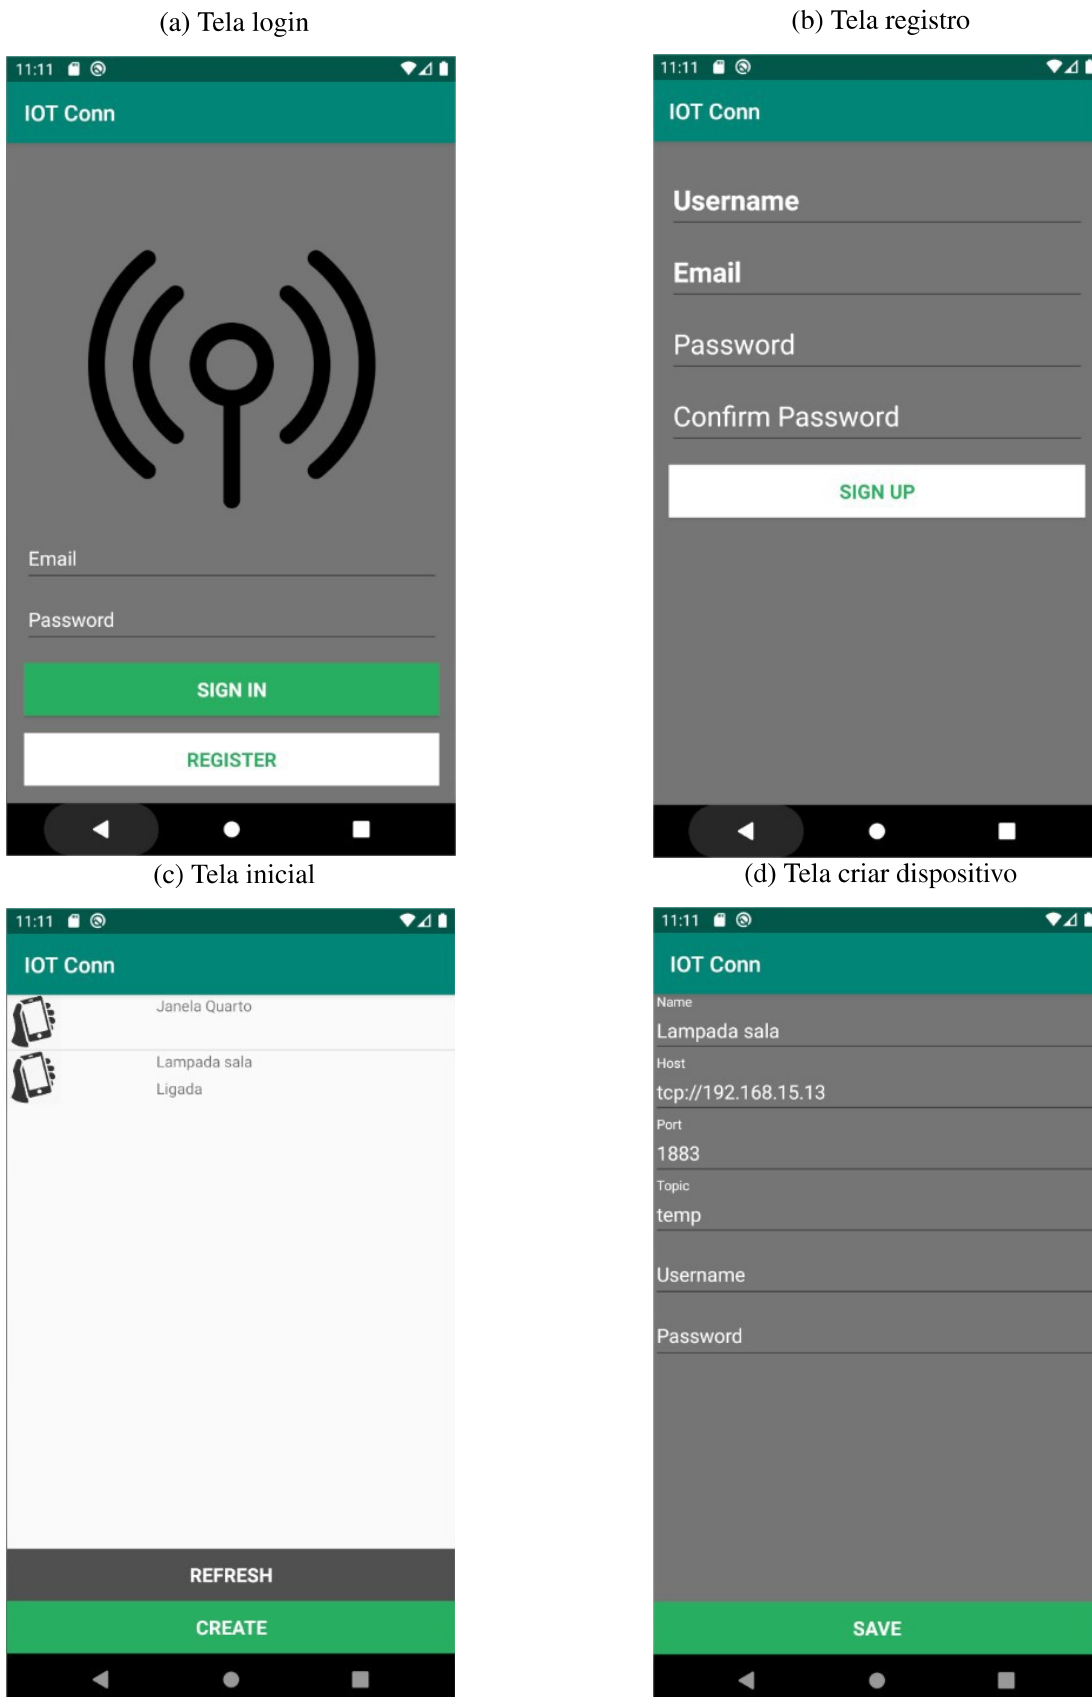 (a) Tela login
11:11
IOT Conn
Email
Password
SIGN IN
REGISTER
(b) Tela registro
11:11
IOT Conn
Username
Email
Password
Confirm Password
SIGN UP
(c) Tela inicial
11:11
IOT Conn
Janela Quarto
Lampada sala
Ligada
REFRESH
CREATE
(d) Tela criar dispositivo
11:11
IOT Conn
Name
Lampada sala
Host
tcp://192.168.15.13
Port
1883
Topic
temp
Username
Password
SAVE